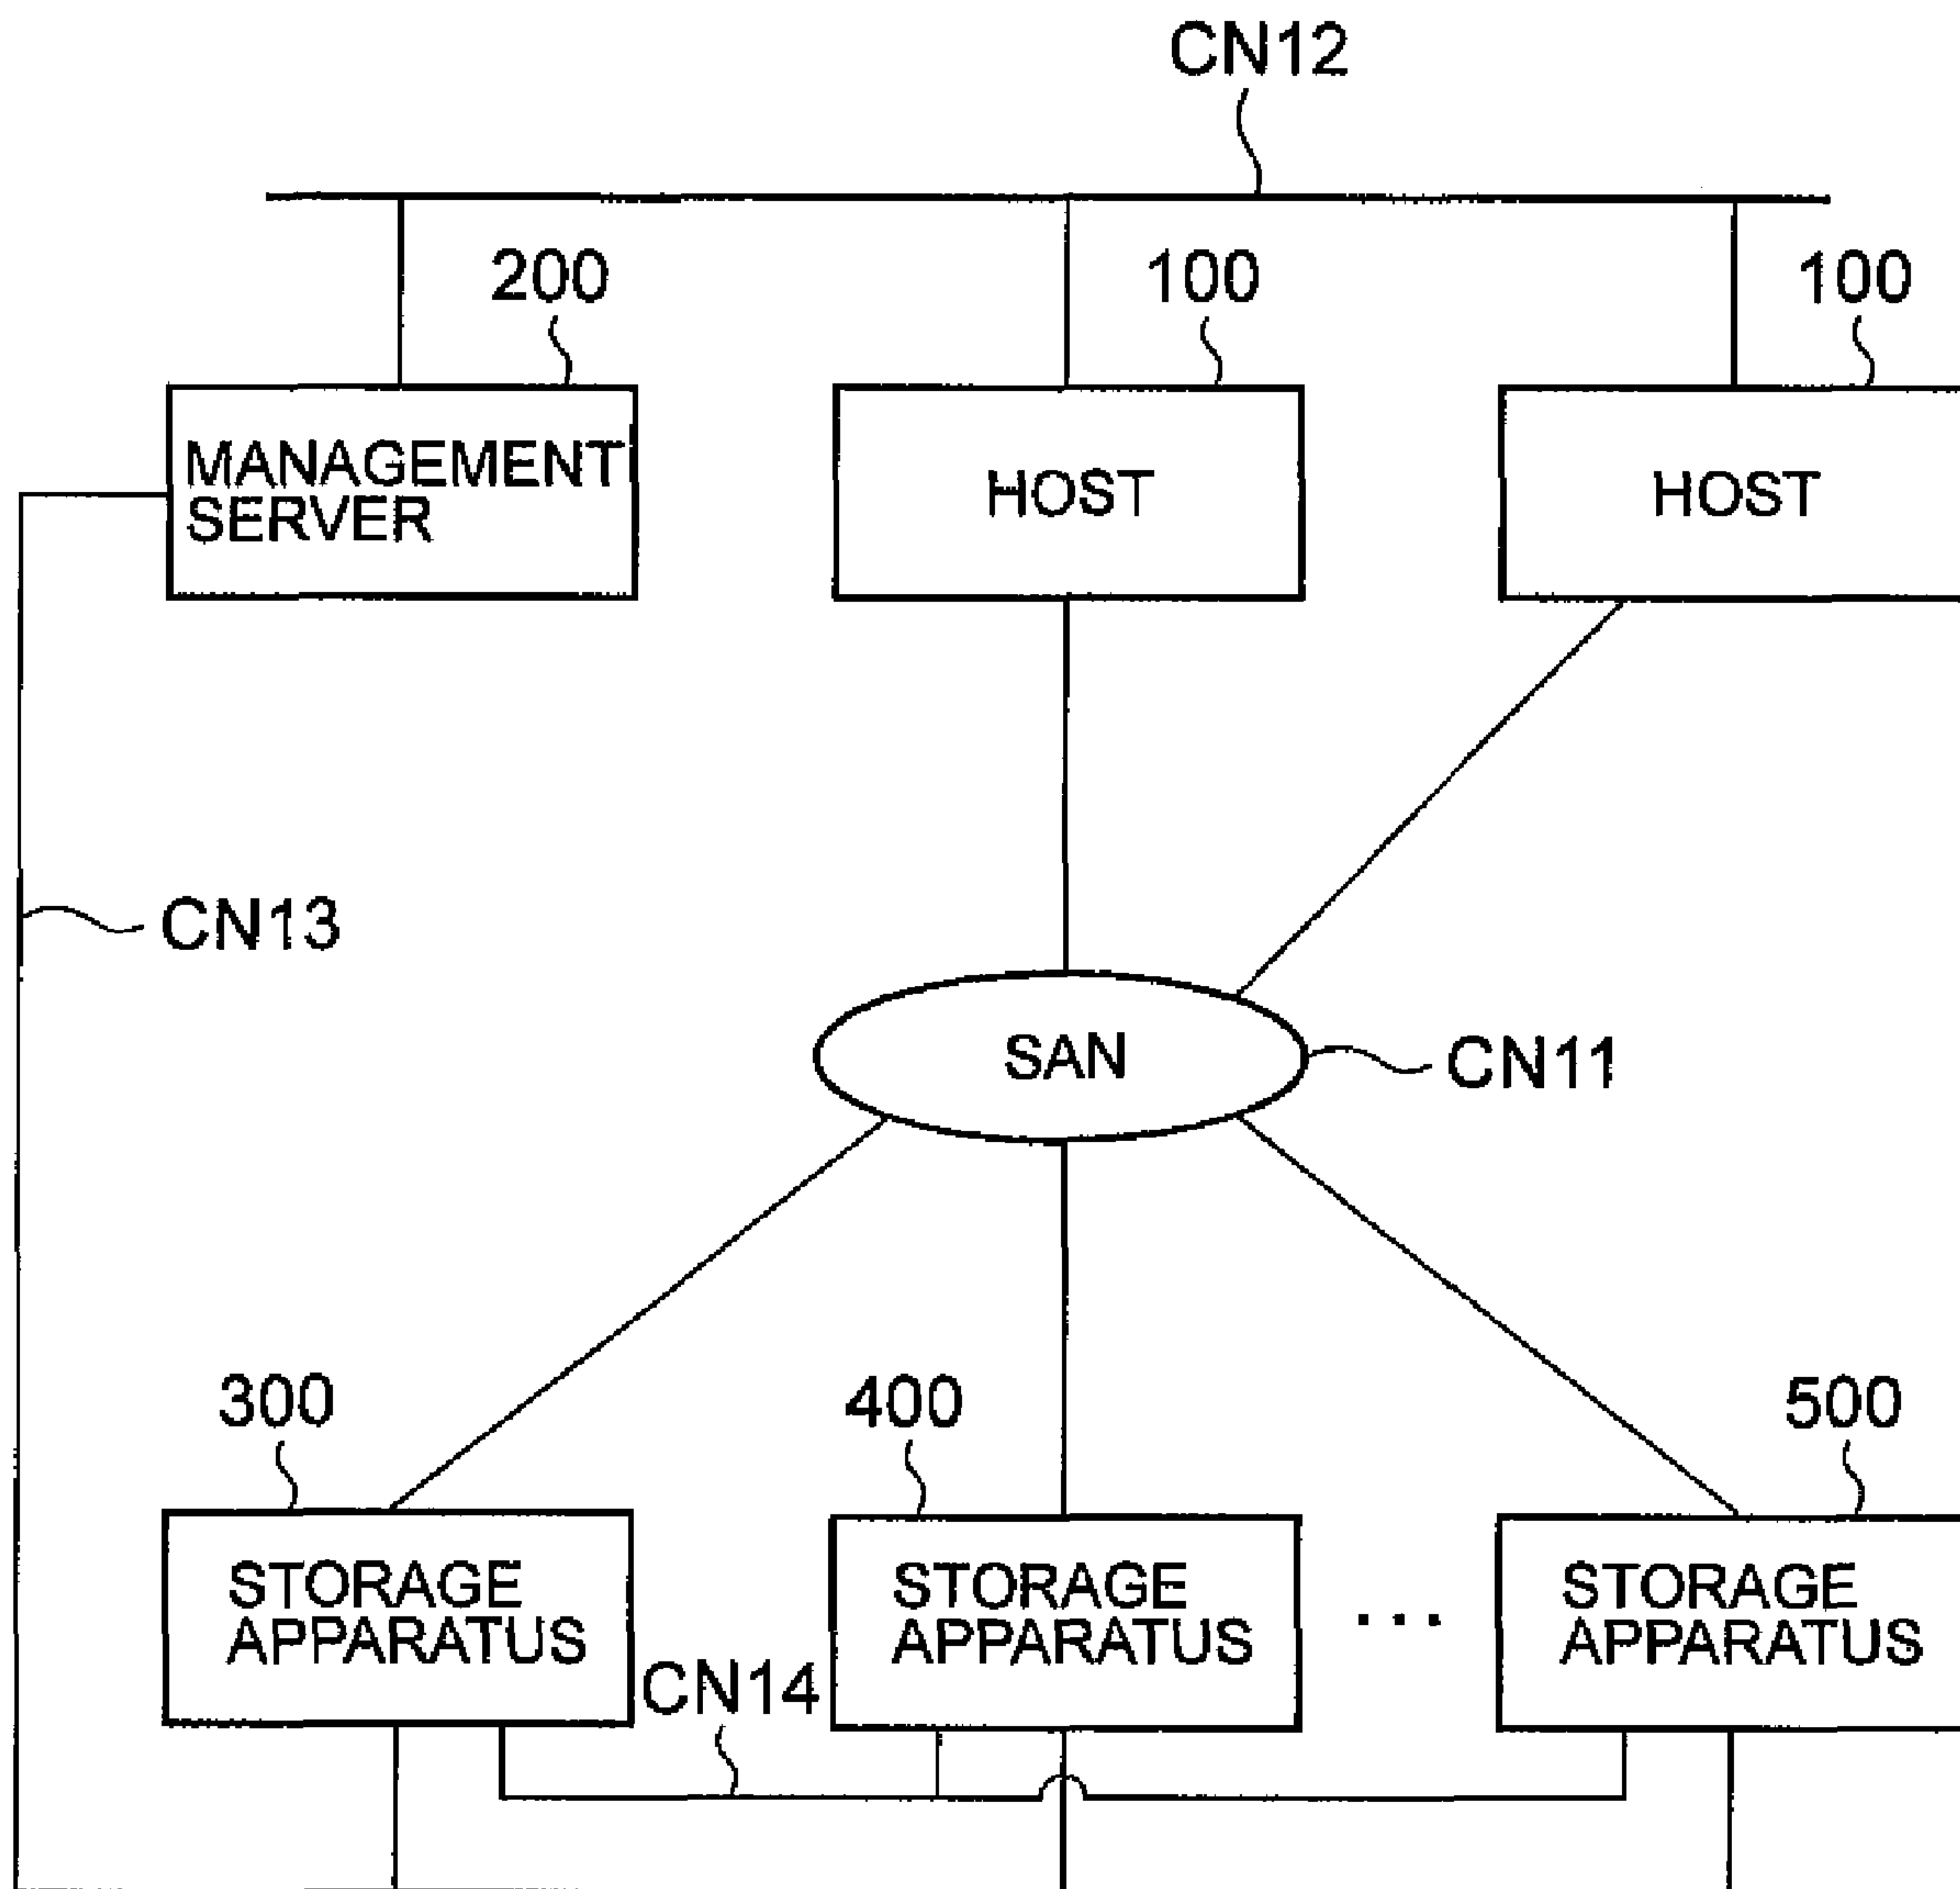 CN12
200
100
100
MANAGEMENT
SERVER
HOST
HOST
CN13
SAN
CN11
300
400
500
STORAGE
APPARATUS
STORAGE
APPARATUS
...
STORAGE
APPARATUS
CN14